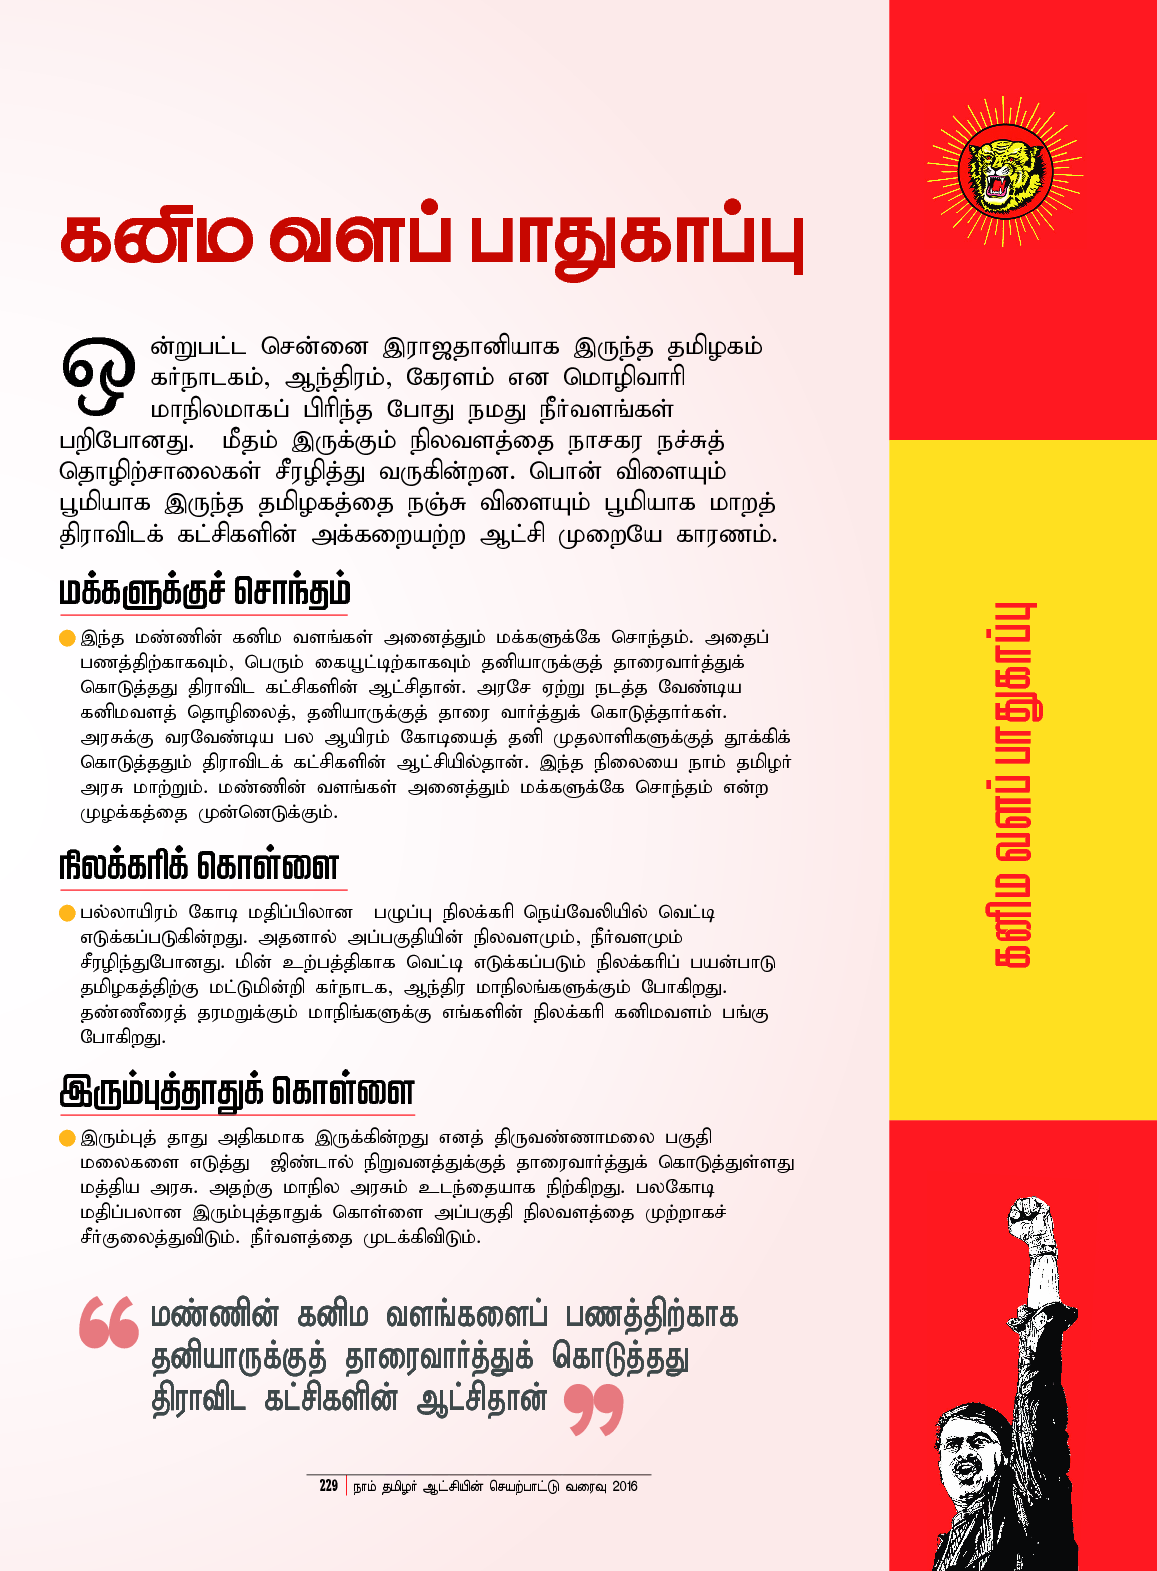 கனிம வளப் பாதுகாப்பு
ஒன்றுபட்ட சென்னை இராஜதானியாக இருந்த தமிழகம்
கர்நாடகம், ஆந்திரம், கேரளம் என மொழிவாரி
மாநிலமாகப் பிரிந்த போது நமது நீர்வளங்கள்
பறிபோனது. மீதம் இருக்கும் நிலவளத்தை நாசகர நச்சுத்
தொழிற்சாலைகள் சீரழித்து வருகின்றன. பொன் விளையும்
பூமியாக இருந்த தமிழகத்தை நஞ்சு விளையும் பூமியாக மாறத்
திராவிடக் கட்சிகளின் அக்கறையற்ற ஆட்சி முறையே காரணம்.
மக்களுக்குச் சொந்தம்
இந்த மண்ணின் கனிம வளங்கள் அனைத்தும் மக்களுக்கே சொந்தம். அதைப்
பணத்திற்காகவும், பெரும் கையூட்டிற்காகவும் தனியாருக்குத் தாரைவார்த்துக்
கொடுத்தது திராவிட கட்சிகளின் ஆட்சிதான். அரசே ஏற்று நடத்த வேண்டிய
கனிமவளத் தொழிலைத், தனியாருக்குத் தாரை வார்த்துக் கொடுத்தார்கள்.
அரசுக்கு வரவேண்டிய பல ஆயிரம் கோடியைத் தனி முதலாளிகளுக்குத் தூக்கிக்
கொடுத்ததும் திராவிடக் கட்சிகளின் ஆட்சியில்தான். இந்த நிலையை நாம் தமிழர்
அரசு மாற்றும். மண்ணின் வளங்கள் அனைத்தும் மக்களுக்கே சொந்தம் என்ற
முழக்கத்தை முன்னெடுக்கும்.
நிலக்கரிக் கொள்ளை
பல்லாயிரம் கோடி மதிப்பிலான பழுப்பு நிலக்கரி நெய்வேலியில் வெட்டி
எடுக்கப்படுகின்றது. அதனால் அப்பகுதியின் நிலவளமும், நீர்வளமும்
சீரழிந்துபோனது. மின் உற்பத்திகாக வெட்டி எடுக்கப்படும் நிலக்கரிப் பயன்பாடு
தமிழகத்திற்கு மட்டுமின்றி கர்நாடக, ஆந்திர மாநிலங்களுக்கும் போகிறது.
தண்ணீரைத் தரமறுக்கும் மாநிங்களுக்கு எங்களின் நிலக்கரி கனிமவளம் பங்கு
போகிறது.
இரும்புத்தாதுக் கொள்ளை
இரும்புத் தாது அதிகமாக இருக்கின்றது எனத் திருவண்ணாமலை பகுதி
மலைகளை எடுத்து ஜிண்டால் நிறுவனத்துக்குத் தாரைவார்த்துக் கொடுத்துள்ளது
மத்திய அரசு. அதற்கு மாநில அரசும் உடந்தையாக நிற்கிறது. பலகோடி
மதிப்பலான இரும்புத்தாதுக் கொள்ளை அப்பகுதி நிலவளத்தை முற்றாகச்
சீர்குலைத்துவிடும். நீர்வளத்தை முடக்கிவிடும்.
“மண்ணின் கனிம வளங்களைப் பணத்திற்காக
தனியாருக்குத் தாரைவார்த்துக் கொடுத்தது
திராவிட கட்சிகளின் ஆட்சிதான்”
229 நாம் தமிழர் ஆட்சியின் செயற்பாட்டு வரைவு 2016
கனிம வளப் பாதுகாப்பு